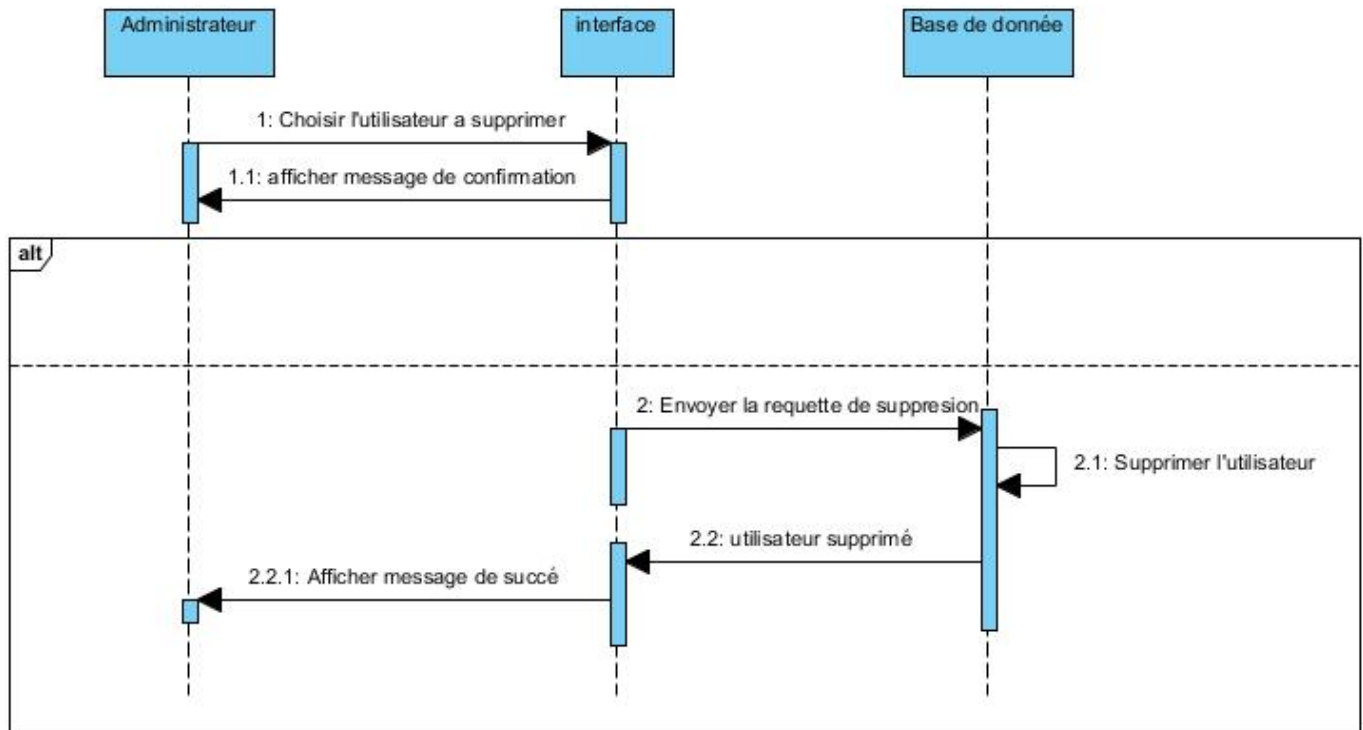 Administrateur
interface
Base de donnée
1: Choisir l'utilisateur a supprimer
1.1: afficher message de confirmation
alt
2: Envoyer la requette de suppresion
2.1: Supprimer l'utilisateur
2.2: utilisateur supprimé
2.2.1: Afficher message de succé